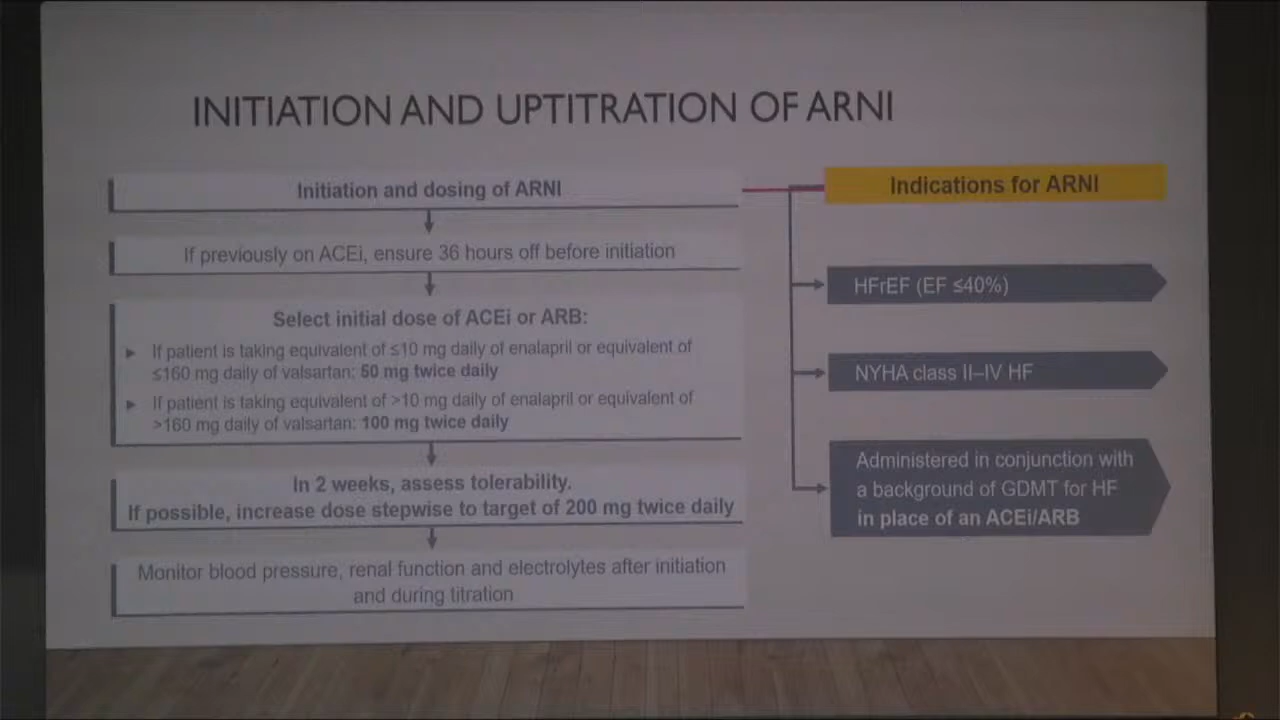 INITIATION AND UPTITRATION OF ARNI
Initiation and dosing of ARNI
If previously on ACEi, ensure 36 hours off before initiation
Select initial dose of ACEi or ARB:
If patient is taking equivalent of ≤10 mg daily of enalapril or equivalent of
≤160 mg daily of valsartan: 50 mg twice daily
If patient is taking equivalent of >10 mg daily of enalapril or equivalent of
>160 mg daily of valsartan: 100 mg twice daily
In 2 weeks, assess tolerability.
If possible, increase dose stepwise to target of 200 mg twice daily
Monitor blood pressure, renal function and electrolytes after initiation
and during titration
Indications for ARNI
HFrEF (EF ≤40%)
NYHA class II–IV HF
Administered in conjunction with
a background of GDMT for HF
in place of an ACEi/ARB